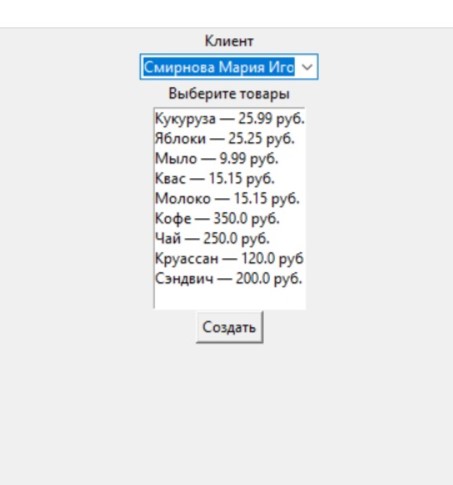 Клиент
Смирнова Мария Иго
Выберите товары
Кукуруза — 25.99 руб.
Яблоки — 25.25 руб.
Мыло — 9.99 руб.
Квас — 15.15 руб.
Молоко — 15.15 руб.
Кофе — 350.0 руб.
Чай — 250.0 руб.
Круассан — 120.0 руб
Сэндвич — 200.0 руб.
Создать